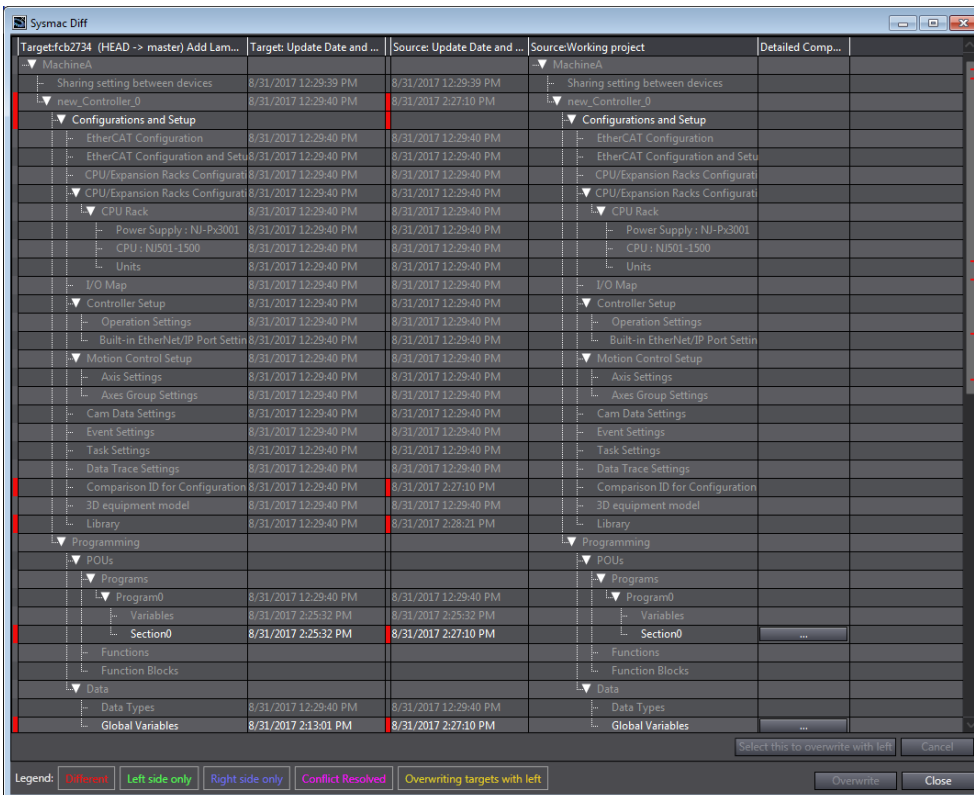 Sysmac Diff
Target:fcb2734 (HEAD -> master) Add Lam... Target: Update Date and ... Source: Update Date and ... Source:Working project Detailed Comp...
MachineA MachineA
Sharing setting between devices 8/31/2017 12:29:39 PM 8/31/2017 12:29:39 PM Sharing setting between devices
new_Controller_0 8/31/2017 12:29:40 PM 8/31/2017 2:27:10 PM new_Controller_0
Configurations and Setup Configurations and Setup
EtherCAT Configuration 8/31/2017 12:29:40 PM 8/31/2017 12:29:40 PM EtherCAT Configuration
EtherCAT Configuration and Setu 8/31/2017 12:29:40 PM 8/31/2017 12:29:40 PM EtherCAT Configuration and Setu
CPU/Expansion Racks Configurati 8/31/2017 12:29:40 PM 8/31/2017 12:29:40 PM CPU/Expansion Racks Configurati
CPU/Expansion Racks Configurati 8/31/2017 12:29:40 PM 8/31/2017 12:29:40 PM CPU/Expansion Racks Configurati
CPU Rack 8/31/2017 12:29:40 PM 8/31/2017 12:29:40 PM CPU Rack
Power Supply : NJ-Px3001 8/31/2017 12:29:40 PM 8/31/2017 12:29:40 PM Power Supply : NJ-Px3001
CPU : NJ501-1500 8/31/2017 12:29:40 PM 8/31/2017 12:29:40 PM CPU : NJ501-1500
Units 8/31/2017 12:29:40 PM 8/31/2017 12:29:40 PM Units
I/O Map 8/31/2017 12:29:40 PM 8/31/2017 12:29:40 PM I/O Map
Controller Setup 8/31/2017 12:29:40 PM 8/31/2017 12:29:40 PM Controller Setup
Operation Settings 8/31/2017 12:29:40 PM 8/31/2017 12:29:40 PM Operation Settings
Built-in EtherNet/IP Port Settin 8/31/2017 12:29:40 PM 8/31/2017 12:29:40 PM Built-in EtherNet/IP Port Settin
Motion Control Setup 8/31/2017 12:29:40 PM 8/31/2017 12:29:40 PM Motion Control Setup
Axis Settings 8/31/2017 12:29:40 PM 8/31/2017 12:29:40 PM Axis Settings
Axes Group Settings 8/31/2017 12:29:40 PM 8/31/2017 12:29:40 PM Axes Group Settings
Cam Data Settings 8/31/2017 12:29:40 PM 8/31/2017 12:29:40 PM Cam Data Settings
Event Settings 8/31/2017 12:29:40 PM 8/31/2017 12:29:40 PM Event Settings
Task Settings 8/31/2017 12:29:40 PM 8/31/2017 12:29:40 PM Task Settings
Data Trace Settings 8/31/2017 12:29:40 PM 8/31/2017 12:29:40 PM Data Trace Settings
Comparison ID for Configuration 8/31/2017 12:29:40 PM 8/31/2017 2:27:10 PM Comparison ID for Configuration
3D equipment model 8/31/2017 12:29:40 PM 8/31/2017 12:29:40 PM 3D equipment model
Library 8/31/2017 12:29:40 PM 8/31/2017 2:28:21 PM Library
Programming Programming
POUs POUs
Programs Programs
Program0 8/31/2017 12:29:40 PM 8/31/2017 12:29:40 PM Program0
Variables 8/31/2017 2:25:32 PM 8/31/2017 2:25:32 PM Variables
Section0 8/31/2017 2:25:32 PM 8/31/2017 2:27:10 PM Section0 ...
Functions Functions
Function Blocks Function Blocks
Data Data
Data Types 8/31/2017 12:29:40 PM 8/31/2017 12:29:40 PM Data Types
Global Variables 8/31/2017 2:13:01 PM 8/31/2017 2:27:10 PM Global Variables ...
Select this to overwrite with left Cancel
Legend: Different Left side only Right side only Conflict Resolved Overwriting targets with left Overwrite Close